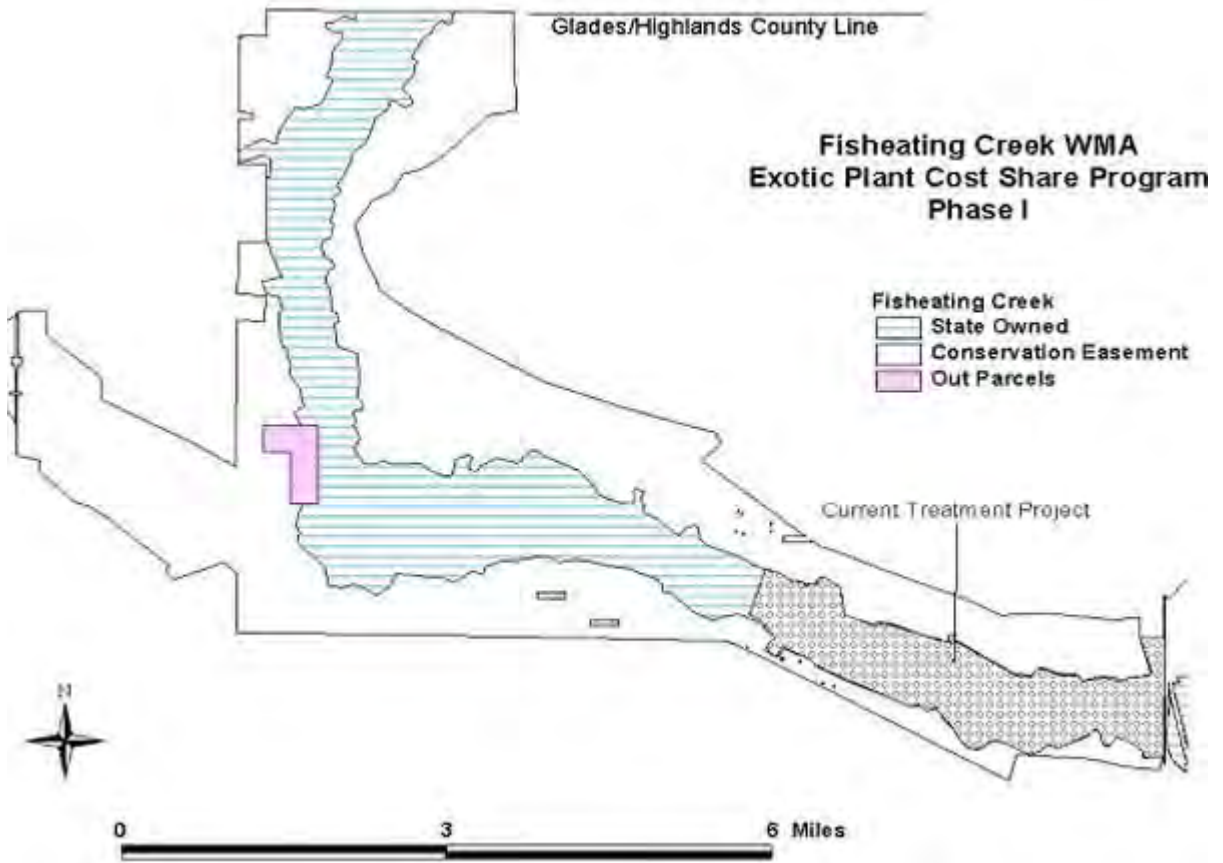 Glades/Highlands County Line
Fisheating Creek WMA
Exotic Plant Cost Share Program
Phase I
Fisheating Creek
State Owned
Conservation Easement
Out Parcels
Current Treatment Project
N
0 3 6 Miles